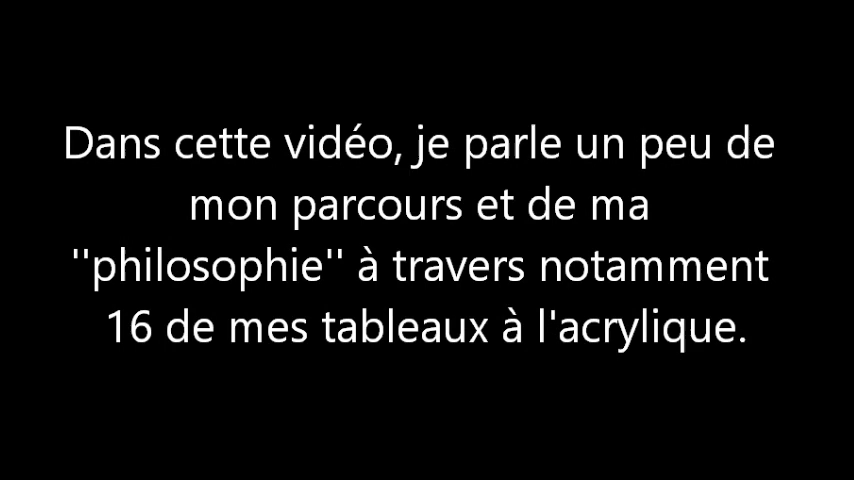 Dans cette vidéo, je parle un peu de
mon parcours et de ma
''philosophie'' à travers notamment
16 de mes tableaux à l'acrylique.